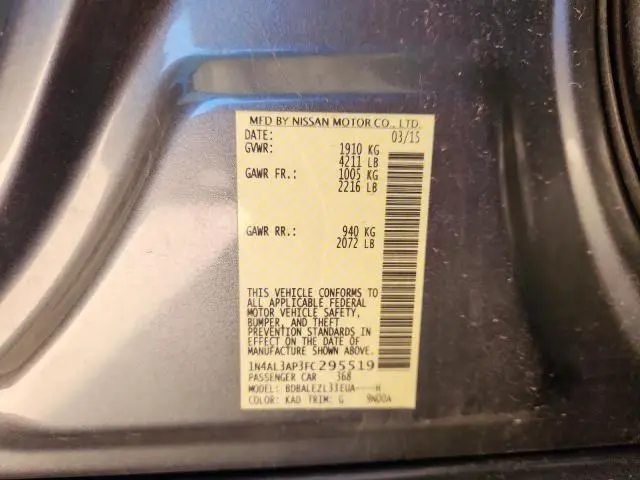 MFD BY NISSAN MOTOR CO., LTD.
DATE: 03/15
GVWR: 1910 KG
4211 LB
GAWR FR.: 1005 KG
2216 LB
GAWR RR.: 940 KG
2072 LB
THIS VEHICLE CONFORMS TO
ALL APPLICABLE FEDERAL
MOTOR VEHICLE SAFETY,
BUMPER, AND THEFT
PREVENTION STANDARDS IN
EFFECT ON THE DATE OF
MANUFACTURE SHOWN ABOVE.
1N4AL3AP3FC295519
PASSENGER CAR 368
MODEL: BDBALEZL33EUA----H
COLOR: KAD TRIM: G 9N00A